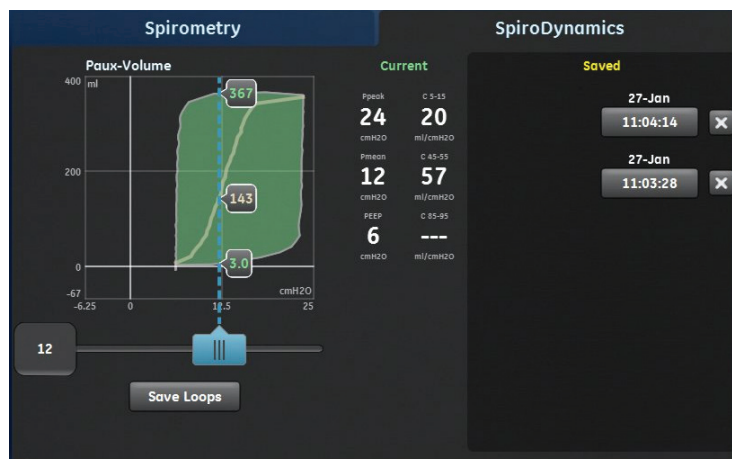 Spirometry
SpiroDynamics
Paux-Volume
400
ml
200
0
-67
-6.25
0
12.5
25
cmH2O
367
143
3.0
12
Save Loops
Current
Ppeak
C 5-15
24
20
cmH2O
ml/cmH2O
Pmean
C 45-55
12
57
cmH2O
ml/cmH2O
PEEP
C 85-95
6
---
cmH2O
ml/cmH2O
Saved
27-Jan
11:04:14
27-Jan
11:03:28